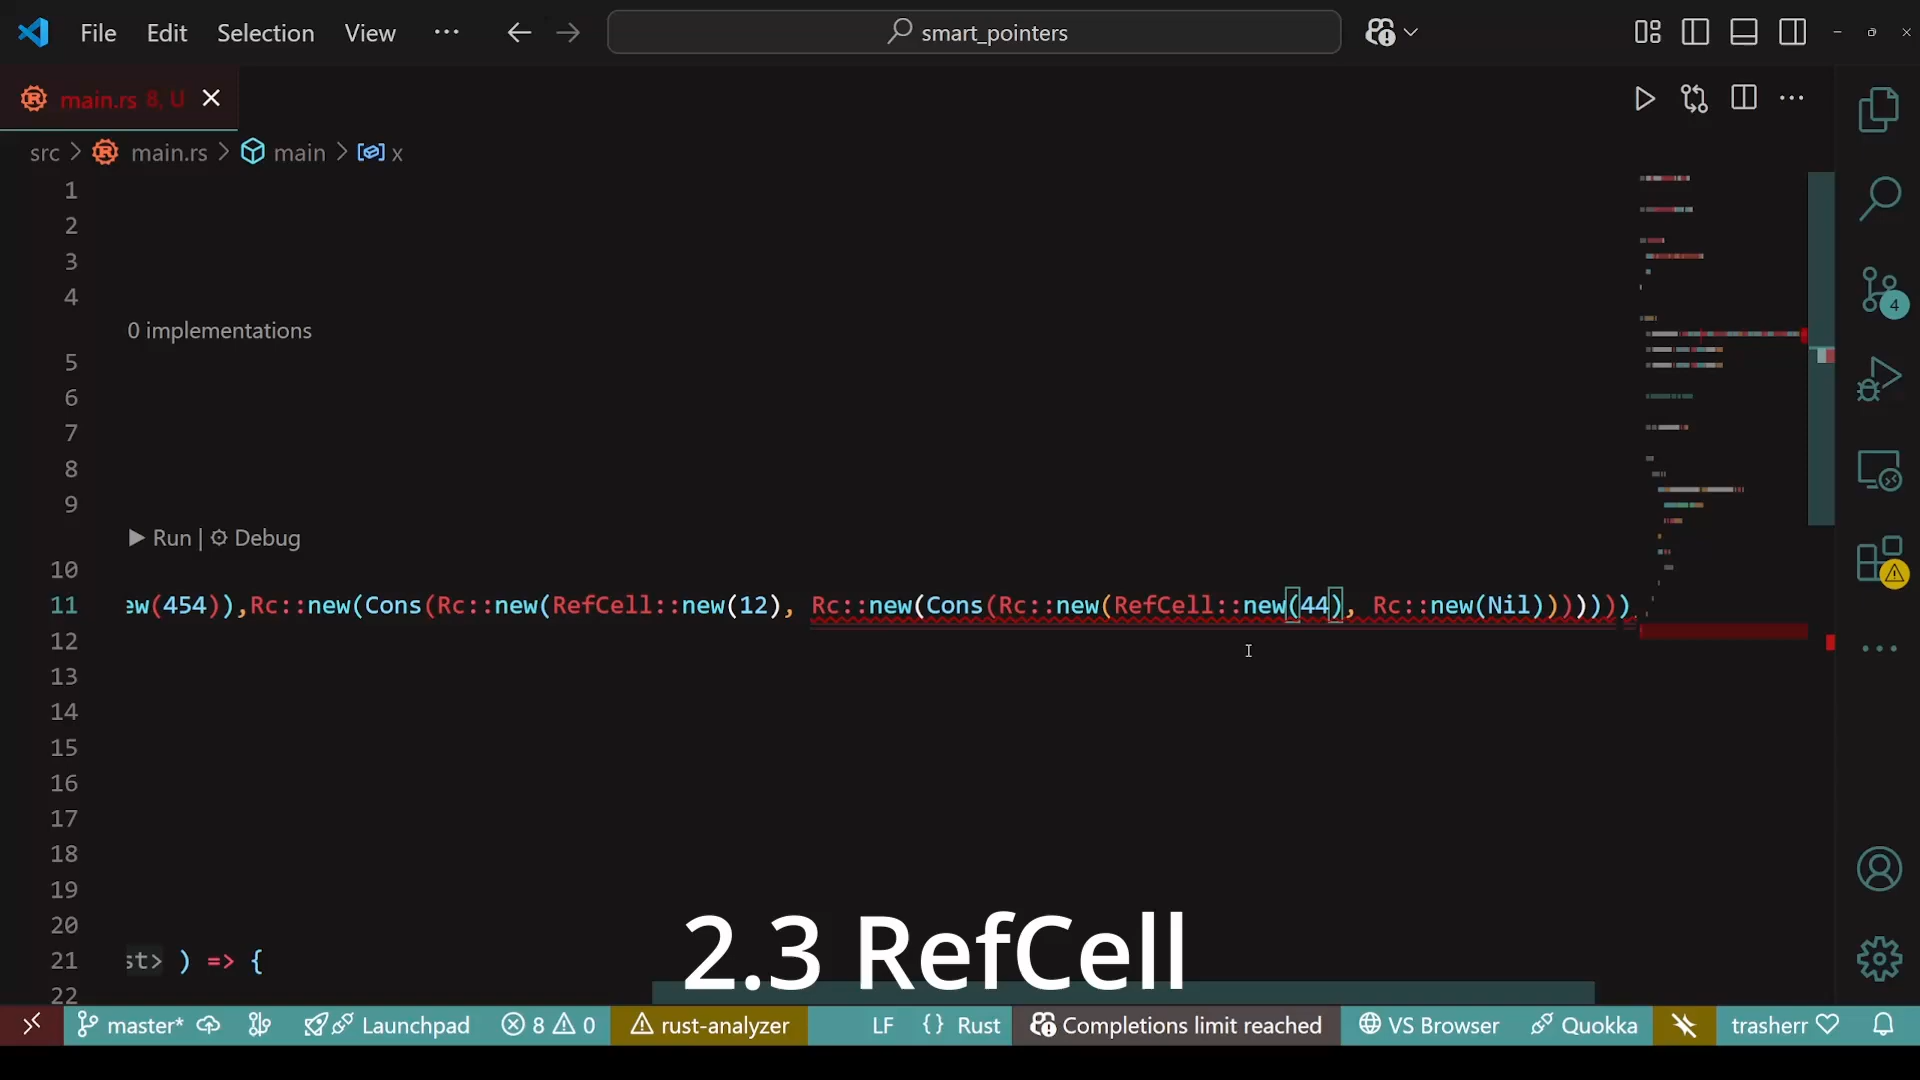 File Edit Selection View ··· smart_pointers
main.rs 8, U
src > main.rs > main > x
1
2
3
4
0 implementations
5
6
7
8
9
Run | Debug
10
11 ew(454)),Rc::new(Cons(Rc::new(RefCell::new(12), Rc::new(Cons(Rc::new(RefCell::new(44), Rc::new(Nil)))))))
12
13
14
15
16
17
18
19
20
21 st> ) => {
22
4
2.3 RefCell
master* Launchpad 8 0 rust-analyzer LF {} Rust Completions limit reached VS Browser Quokka trasherr